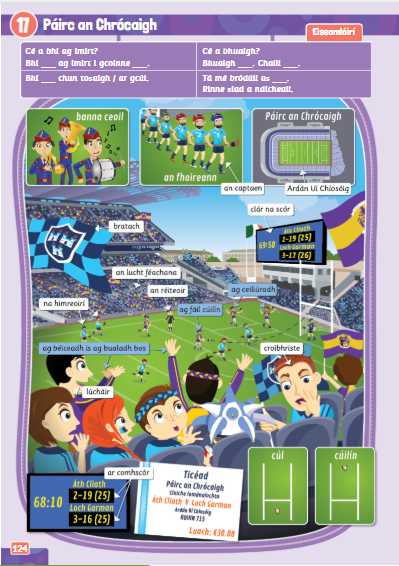 17 Páirc an Chrócaigh
Eiseamláirí
Cé a bhí ag imirt?
Bhí ___ ag imirt i gcoinne ___.
Cé a bhuaigh?
Bhuaigh ___. Chaill ___.
Bhí ___ chun tosaigh / ar gcúl.
Tá mé bródúil as ___.
Rinne siad a ndícheall.
banna ceoil
an fhoireann
Páirc an Chrócaigh
an captaen
Ardán Uí Chíosóig
clár na scór
bratach
69:50
Áth Cliath
2-19 (25)
Loch Garman
3-17 (26)
an lucht féachana
an réiteoir
ag ceiliúradh
na himreoirí
ag fáil cúilín
ag béiceadh is ag bualadh bos
croíbhriste
lúcháir
ar comhscór
68:10
Áth Cliath
2-19 (25)
Loch Garman
3-16 (25)
Ticéad
Páirc an Chrócaigh
Cluiche Iománaíochta
Áth Cliath V Loch Garman
Ardán Uí Chíosóig
Luach: €30.00
cúl
cúilín
124